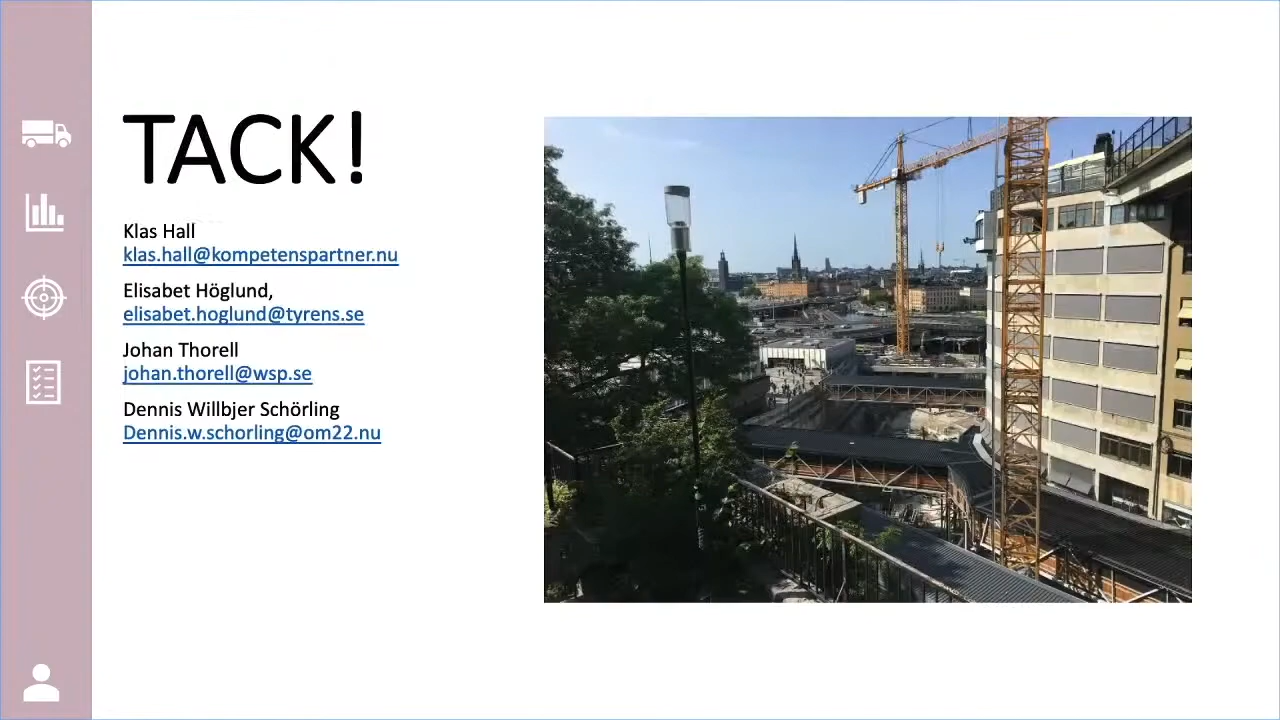 TACK!
Klas Hall
klas.hall@kompetenspartner.nu
Elisabet Höglund,
elisabet.hoglund@tyrens.se
Johan Thorell
johan.thorell@wsp.se
Dennis Willbjer Schörling
Dennis.w.schorling@om22.nu